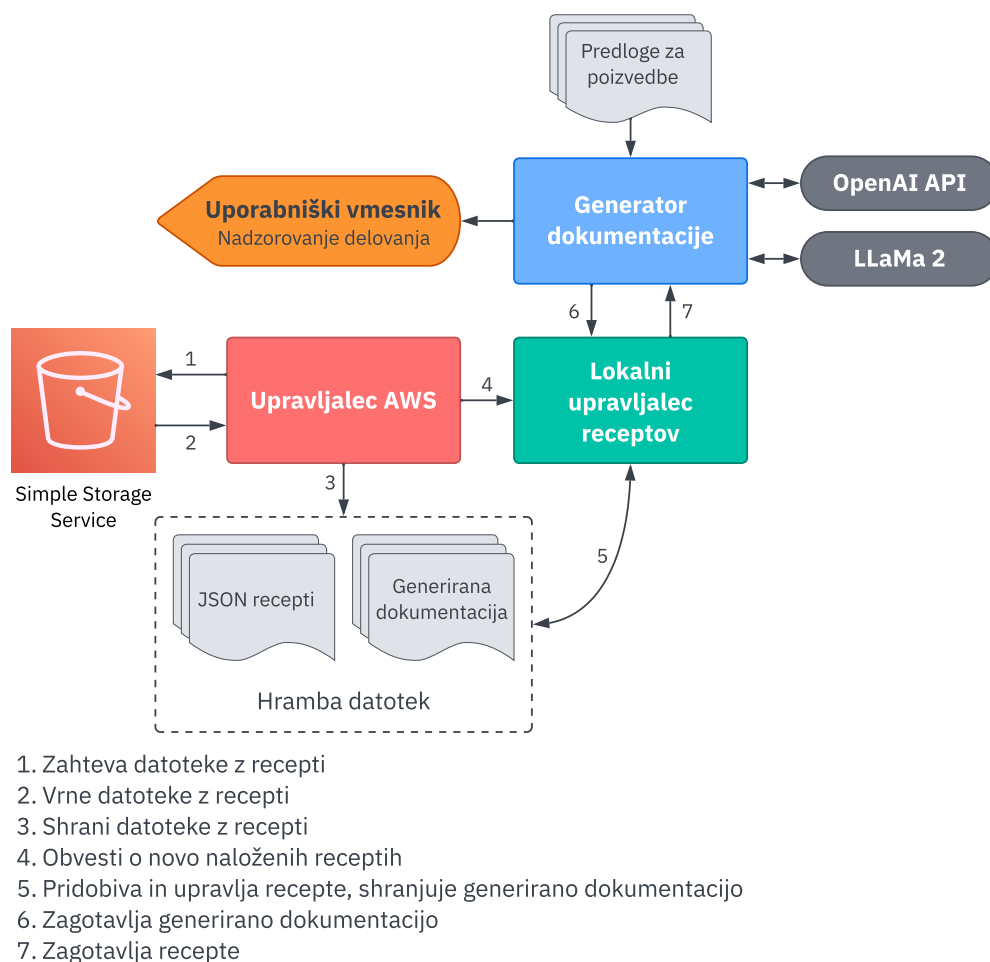 Predloge za
poizvedbe
Uporabniški vmesnik
Nadzorovanje delovanja
Generator
dokumentacije
OpenAI API
LLaMa 2
6
7
1
2
Simple Storage
Service
Upravljalec AWS
4
Lokalni
upravljalec
receptov
3
5
JSON recepti
Generirana
dokumentacija
Hramba datotek
1. Zahteva datoteke z recepti
2. Vrne datoteke z recepti
3. Shrani datoteke z recepti
4. Obvesti o novo naloženih receptih
5. Pridobiva in upravlja recepte, shranjuje generirano dokumentacijo
6. Zagotavlja generirano dokumentacijo
7. Zagotavlja recepte